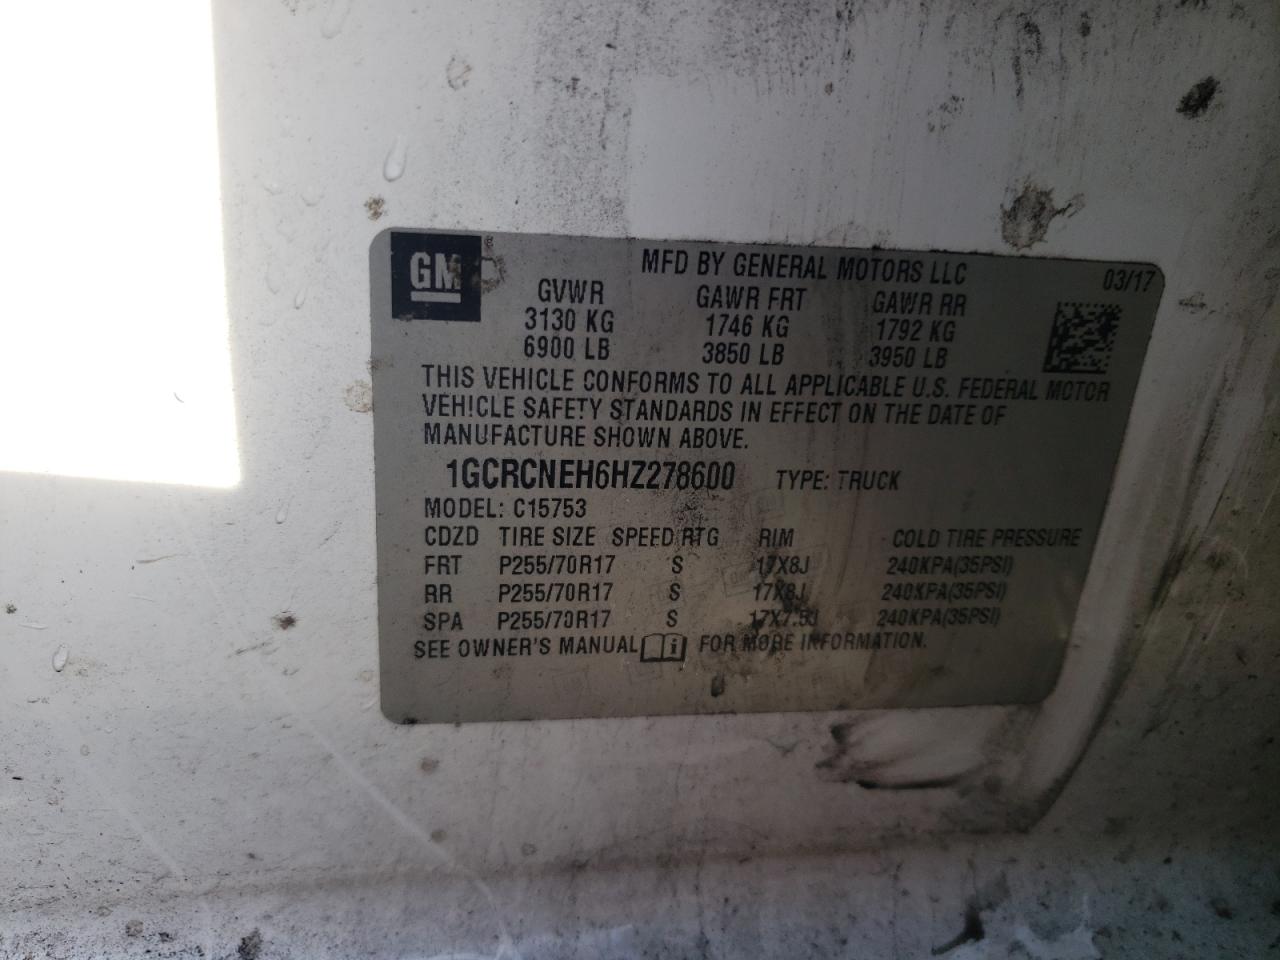 GM
MFD BY GENERAL MOTORS LLC 03/17
GVWR GAWR FRT GAWR RR
3130 KG 1746 KG 1792 KG
6900 LB 3850 LB 3950 LB
THIS VEHICLE CONFORMS TO ALL APPLICABLE U.S. FEDERAL MOTOR
VEHICLE SAFETY STANDARDS IN EFFECT ON THE DATE OF
MANUFACTURE SHOWN ABOVE.
1GCRCNEH6HZ278600 TYPE: TRUCK
MODEL: C15753
CDZD TIRE SIZE SPEED RTG RIM COLD TIRE PRESSURE
FRT P255/70R17 S 17X8J 240KPA(35PSI)
RR P255/70R17 S 17X8J 240KPA(35PSI)
SPA P255/70R17 S 17X7.5J 240KPA(35PSI)
SEE OWNER'S MANUAL i FOR MORE INFORMATION.